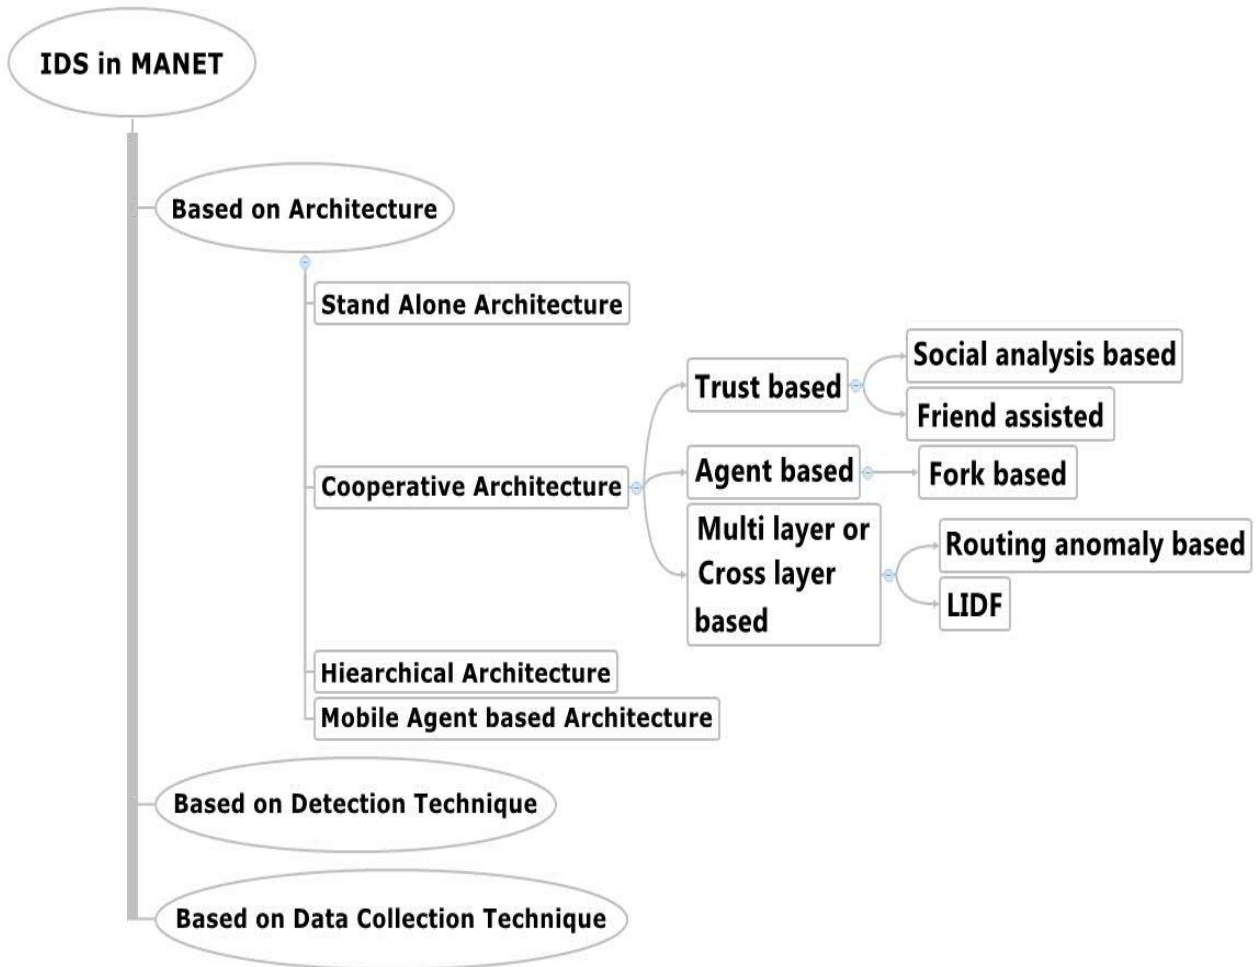 IDS in MANET
Based on Architecture
Stand Alone Architecture
Cooperative Architecture
Trust based
Social analysis based
Friend assisted
Agent based
Fork based
Multi layer or
Cross layer
based
Routing anomaly based
LIDF
Hiearchical Architecture
Mobile Agent based Architecture
Based on Detection Technique
Based on Data Collection Technique